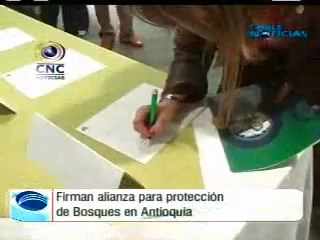 CNC
NOTICIAS
CABLE
NOTICIAS
Firman alianza para protección
de Bosques en Antioquia